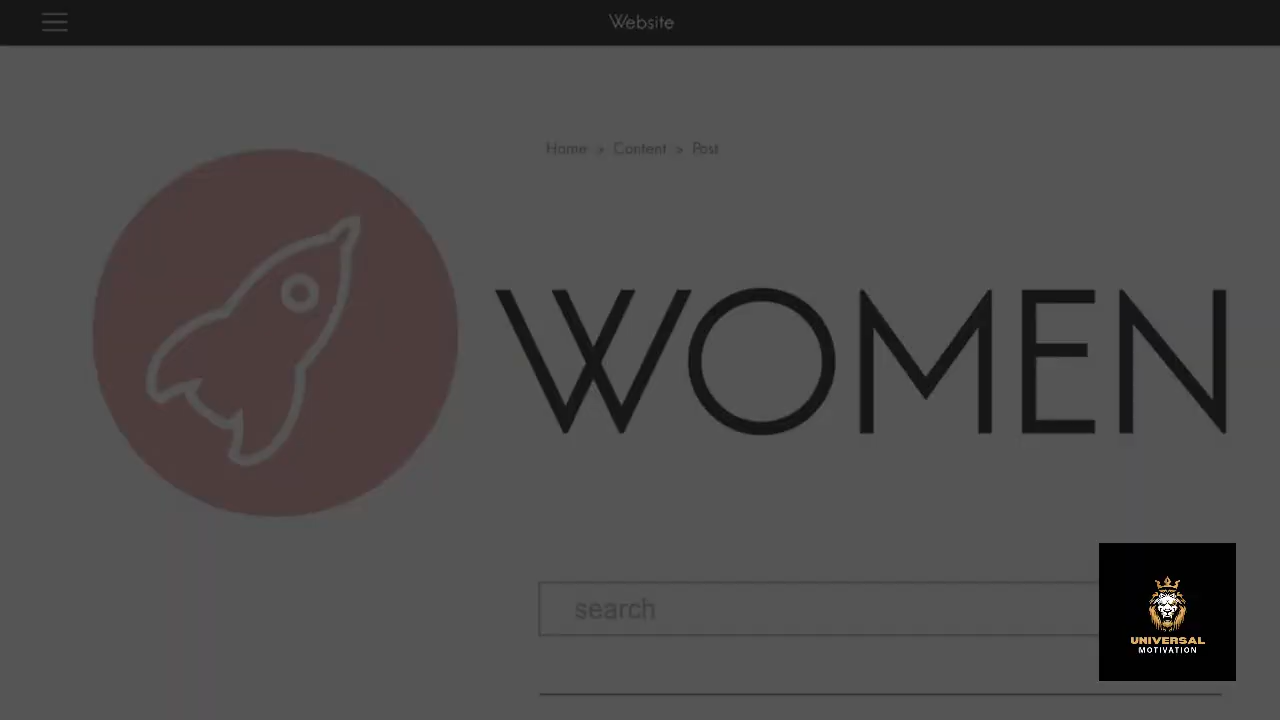 Website
Home > Content > Post
WOMEN
search
UNIVERSAL
MOTIVATION